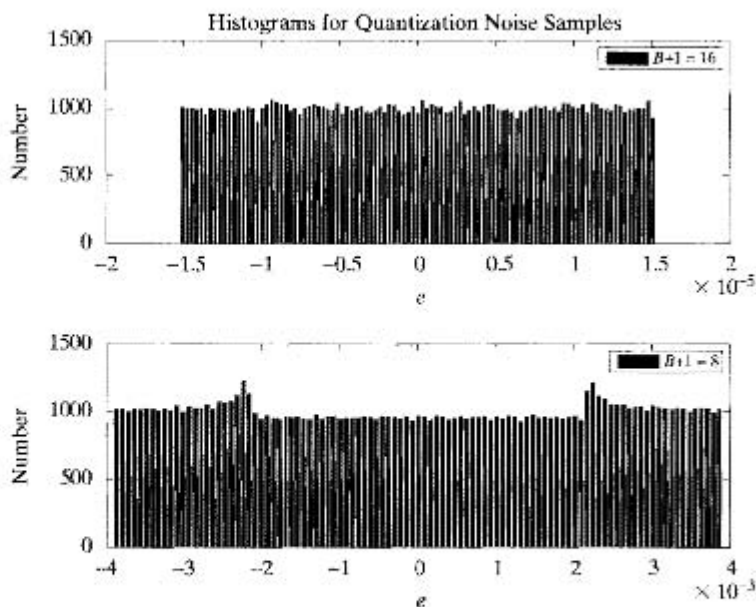 Histograms for Quantization Noise Samples
1500
1000
500
0
Number
B+1 = 16
−2 −1.5 −1 −0.5 0 0.5 1 1.5 2
× 10⁻⁵
e
1500
1000
500
0
Number
B+1 = 8
−4 −3 −2 −1 0 1 2 3 4
× 10⁻³
e